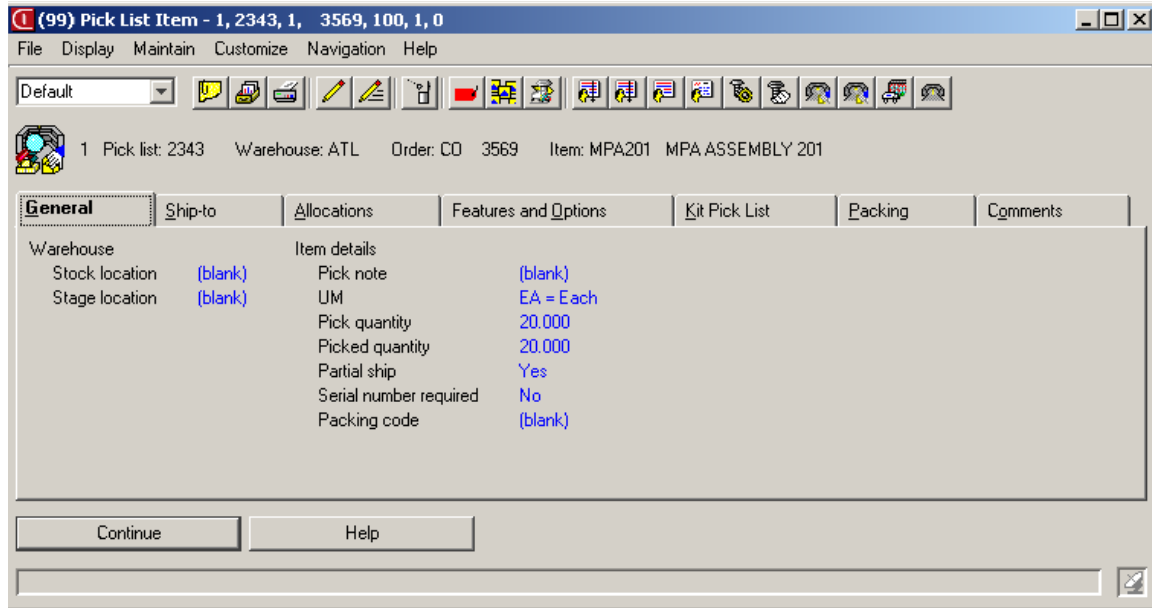 (99) Pick List Item - 1, 2343, 1, 3569, 100, 1, 0
File Display Maintain Customize Navigation Help
Default
1 Pick list: 2343 Warehouse: ATL Order: CO 3569 Item: MPA201 MPA ASSEMBLY 201
General Ship-to Allocations Features and Options Kit Pick List Packing Comments
Warehouse Item details
Stock location (blank) Pick note (blank)
Stage location (blank) UM EA = Each
Pick quantity 20.000
Picked quantity 20.000
Partial ship Yes
Serial number required No
Packing code (blank)
Continue Help